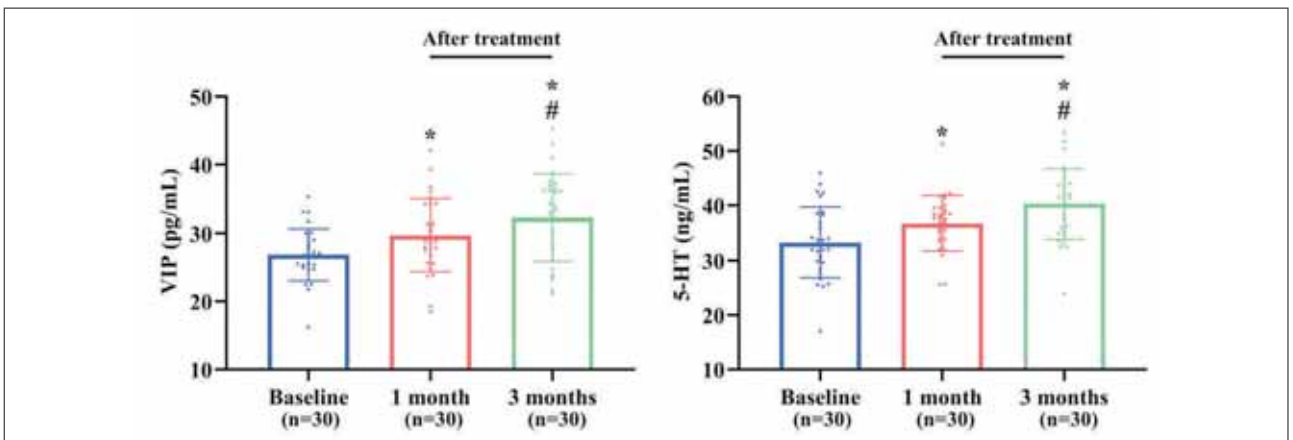 After treatment
*
#
*
50
40
30
20
10
VIP (pg/mL)
Baseline 1 month 3 months
(n=30) (n=30) (n=30)
After treatment
*
#
*
60
50
40
30
20
10
5-HT (ng/mL)
Baseline 1 month 3 months
(n=30) (n=30) (n=30)